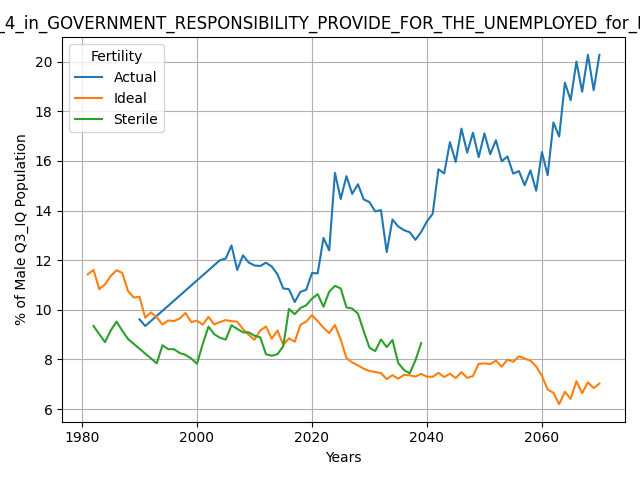 _4_in_GOVERNMENT_RESPONSIBILITY_PROVIDE_FOR_THE_UNEMPLOYED_for_
Fertility
Actual
Ideal
Sterile
% of Male Q3_IQ Population
20
18
16
14
12
10
8
6
1980
2000
2020
2040
2060
Years